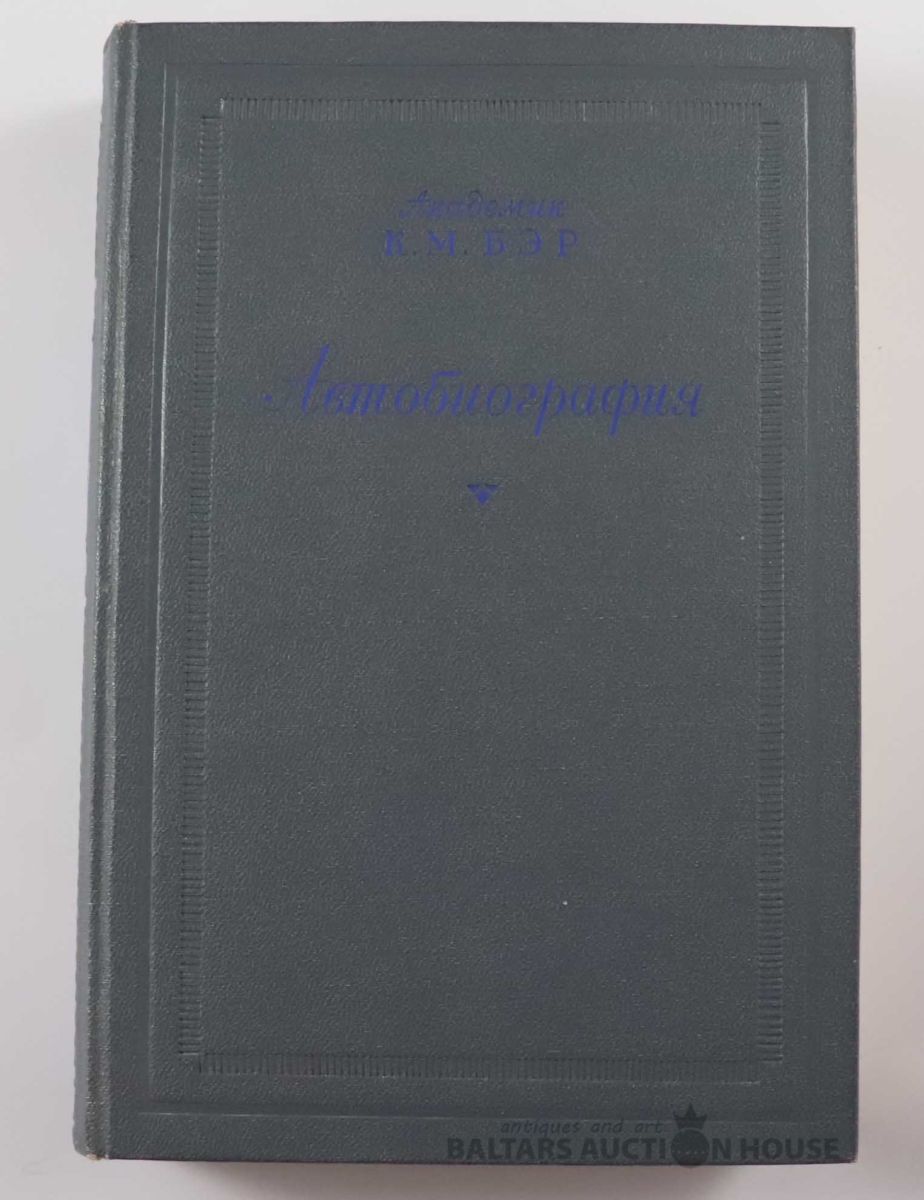 Академик
К. М. БЭР
Автобиография
antiques and art
BALTARS AUCTION HOUSE